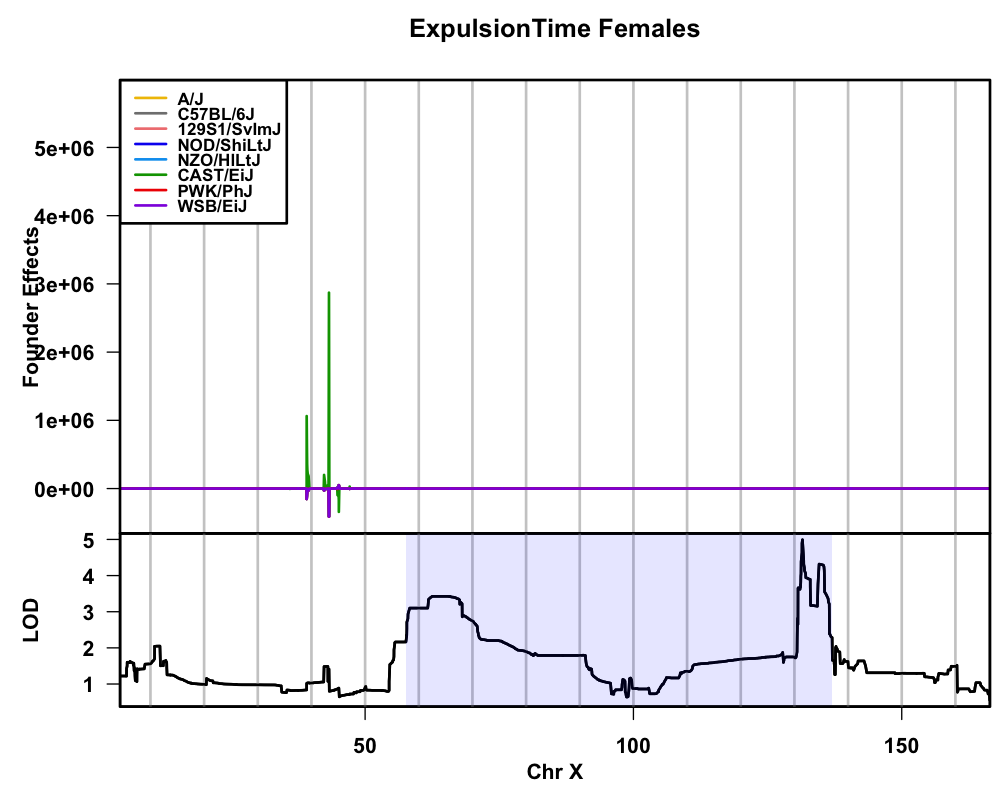 ExpulsionTime Females
A/J
C57BL/6J
129S1/SvImJ
NOD/ShiLtJ
NZO/HlLtJ
CAST/EiJ
PWK/PhJ
WSB/EiJ
Founder Effects
5e+06
4e+06
3e+06
2e+06
1e+06
0e+00
LOD
5
4
3
2
1
50
100
150
Chr X